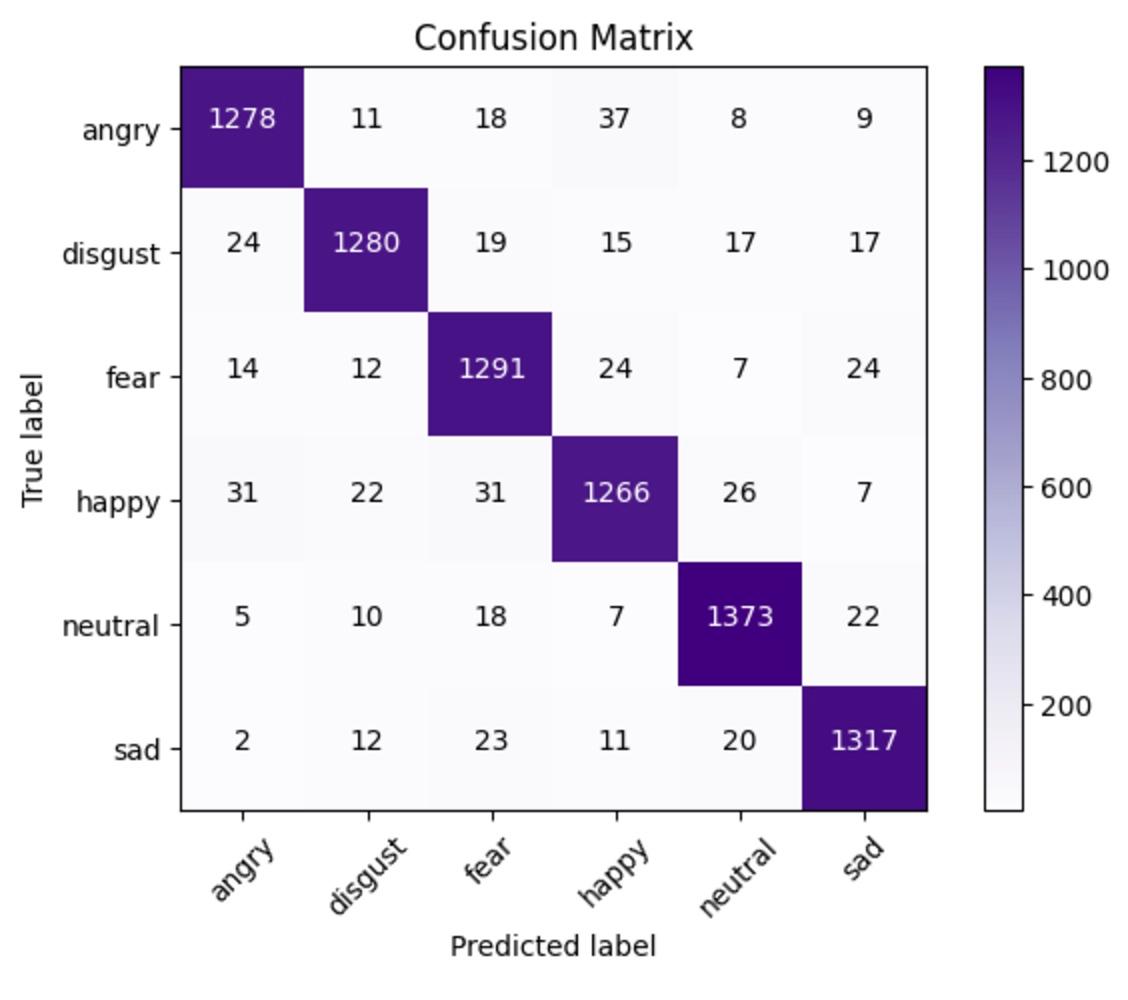 Confusion Matrix
angry 1278 11 18 37 8 9
disgust 24 1280 19 15 17 17
fear 14 12 1291 24 7 24
happy 31 22 31 1266 26 7
neutral 5 10 18 7 1373 22
sad 2 12 23 11 20 1317
angry disgust fear happy neutral sad
Predicted label
True label
1200
1000
800
600
400
200